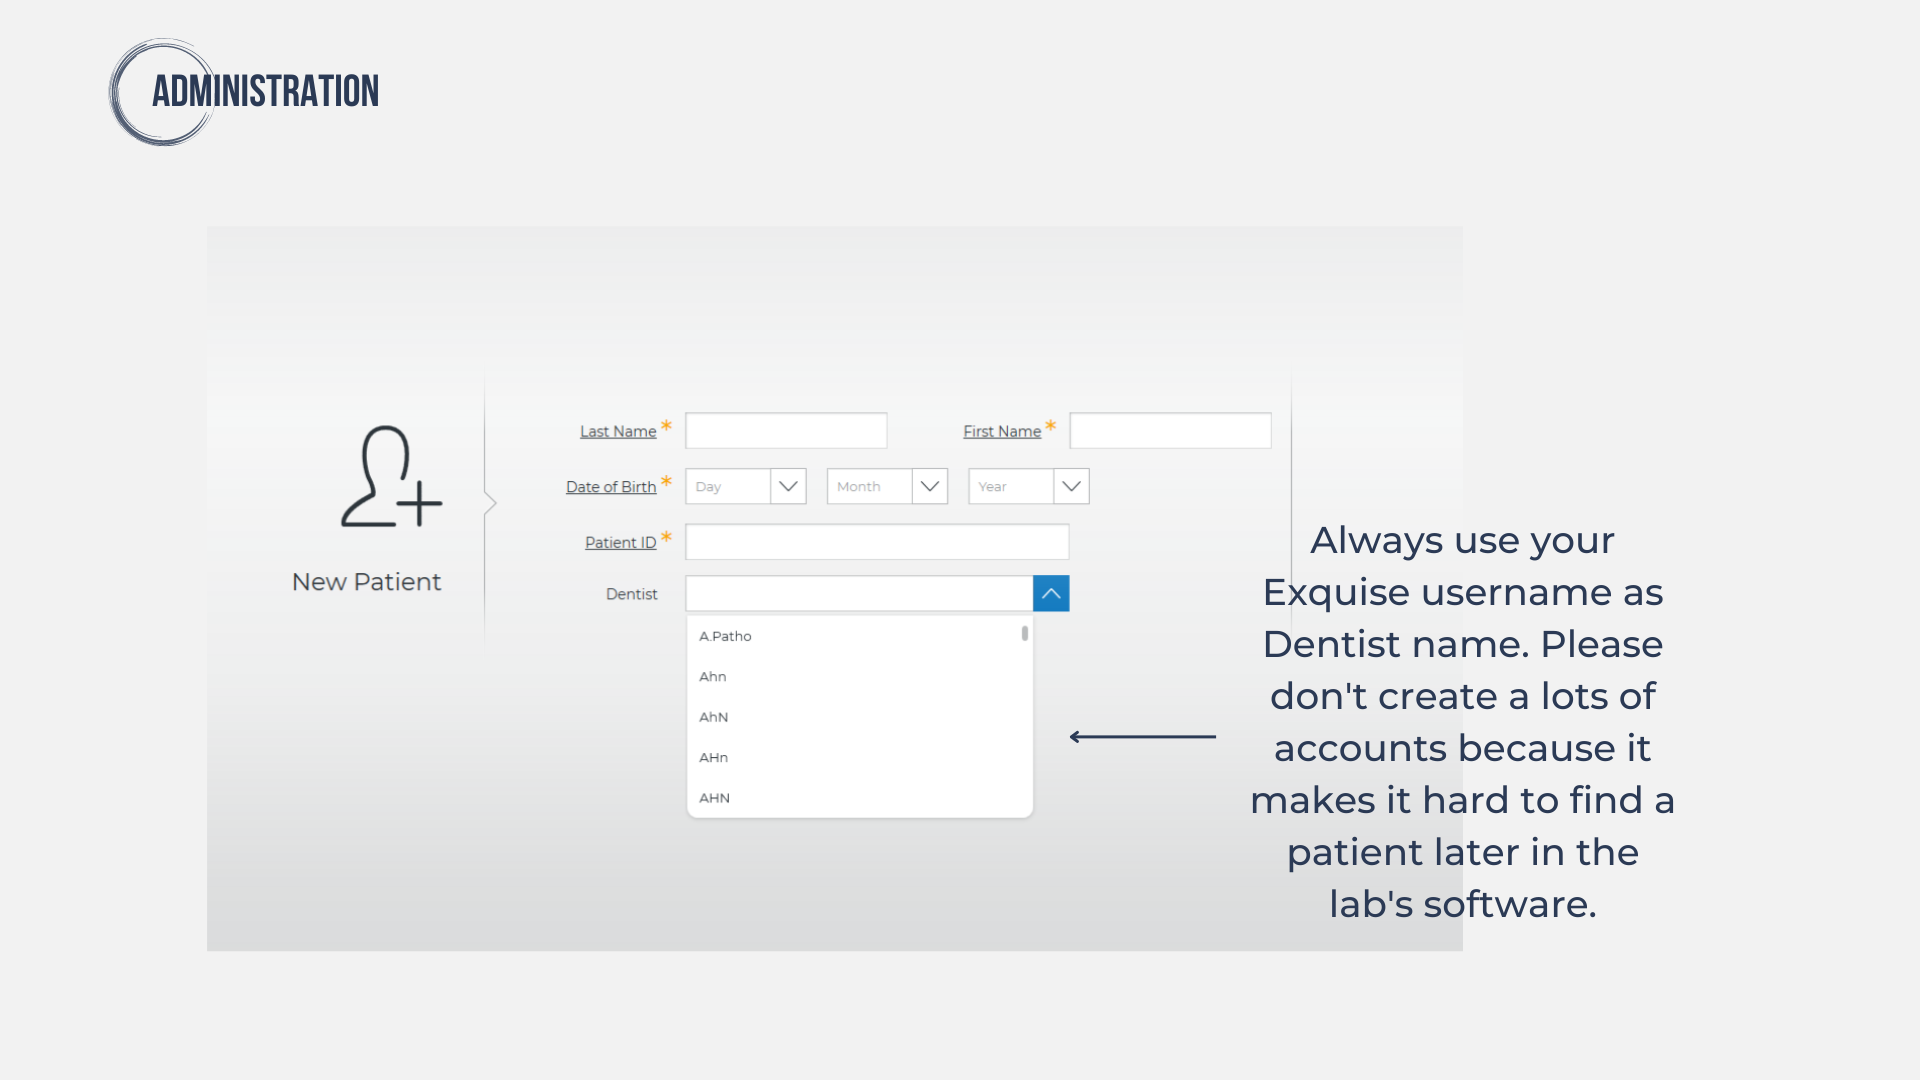 ADMINISTRATION
Last Name *
First Name *
Date of Birth *
Day
Month
Year
Patient ID *
New Patient
Dentist
A.Patho
Ahn
AhN
AHn
AHN
Always use your
Exquise username as
Dentist name. Please
don't create a lots of
accounts because it
makes it hard to find a
patient later in the
lab's software.